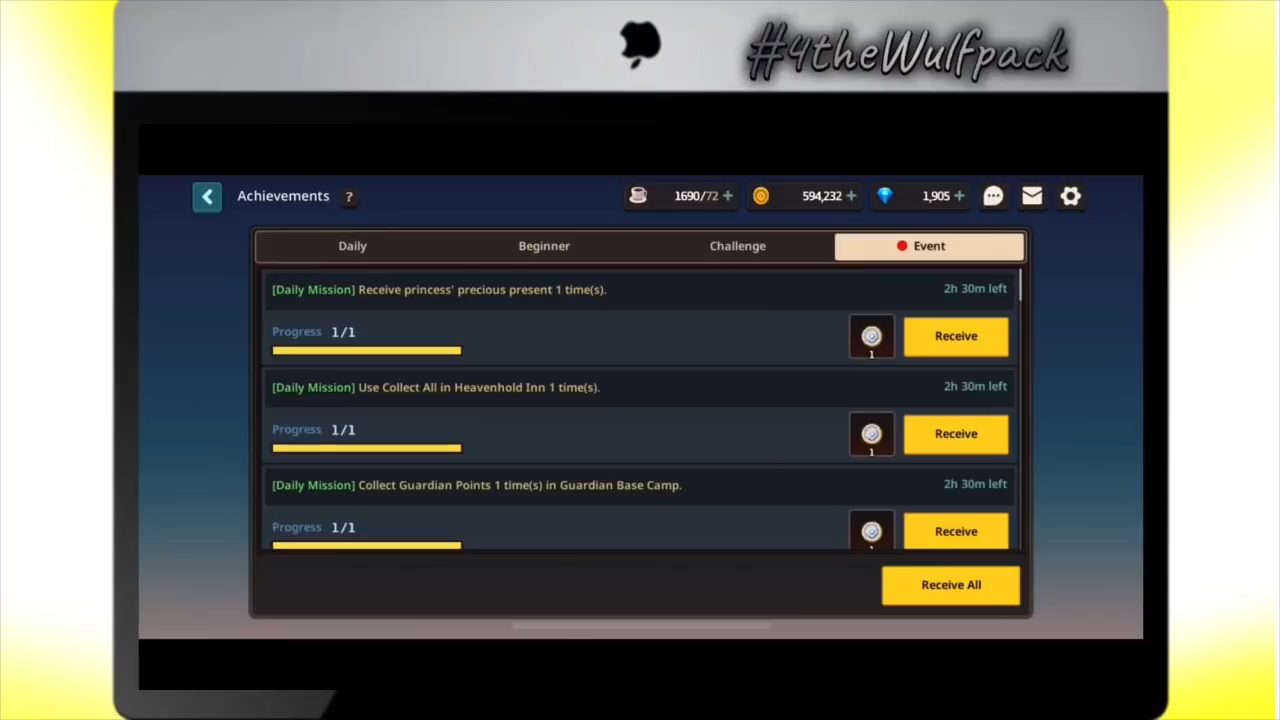 #4theWulfpack
Achievements ? 1690/72 + 594,232 + 1,905 +
Daily Beginner Challenge Event
[Daily Mission] Receive princess' precious present 1 time(s). 2h 30m left
Progress 1/1 1 Receive
[Daily Mission] Use Collect All in Heavenhold Inn 1 time(s). 2h 30m left
Progress 1/1 1 Receive
[Daily Mission] Collect Guardian Points 1 time(s) in Guardian Base Camp. 2h 30m left
Progress 1/1 Receive
Receive All